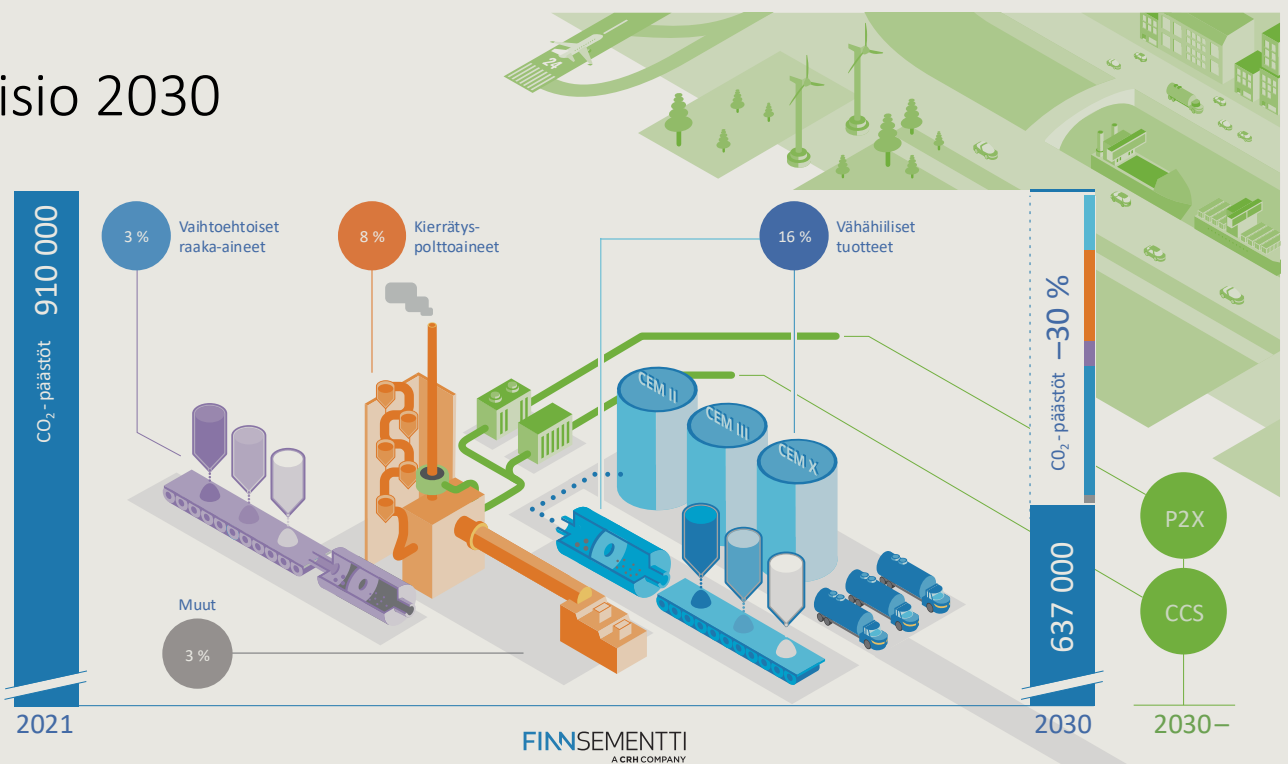 isio 2030
24
910 000
CO₂-päästöt
3 %
Vaihtoehtoiset
raaka-aineet
8 %
Kierrätys-
polttoaineet
16 %
Vähähiiliset
tuotteet
CEM II
CEM III
CEM X
CO₂-päästöt –30 %
637 000
P2X
CCS
Muut
3 %
2021
2030
2030–
FINNSEMENTTI
A CRH COMPANY